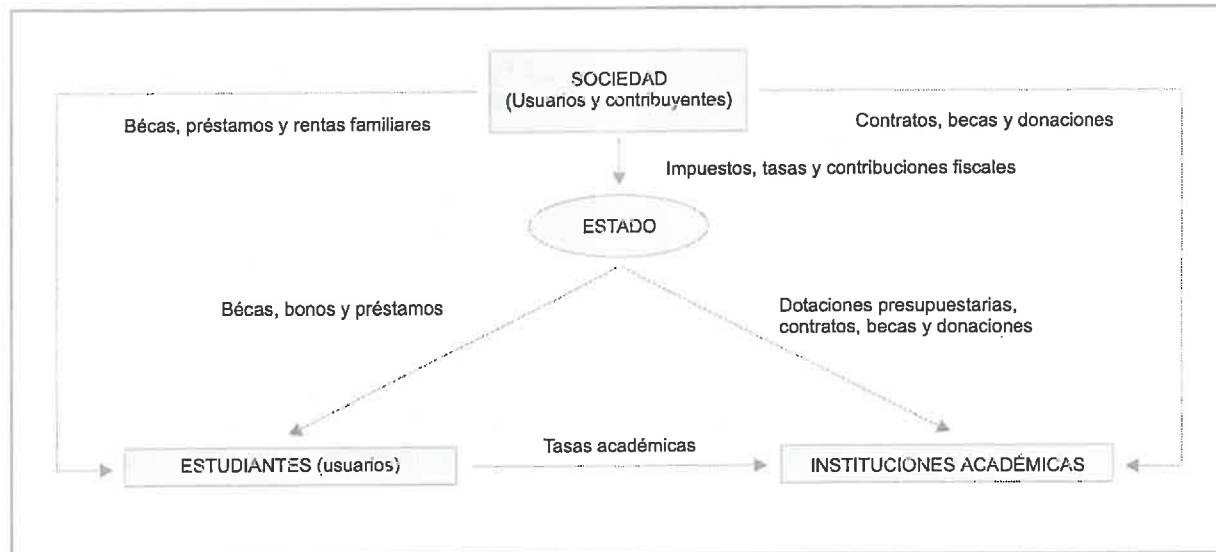 SOCIEDAD
(Usuarios y contribuyentes)
Bécas, préstamos y rentas familiares
Contratos, becas y donaciones
Impuestos, tasas y contribuciones fiscales
ESTADO
Bécas, bonos y préstamos
Dotaciones presupuestarias,
contratos, becas y donaciones
Tasas académicas
ESTUDIANTES (usuarios)
INSTITUCIONES ACADÉMICAS